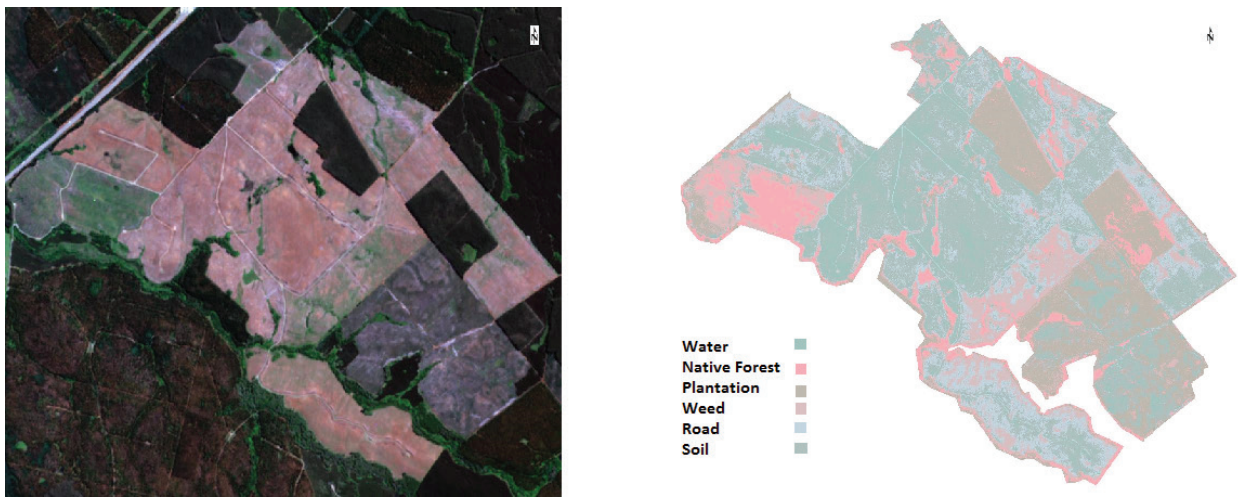 N
N
Water
Native Forest
Plantation
Weed
Road
Soil